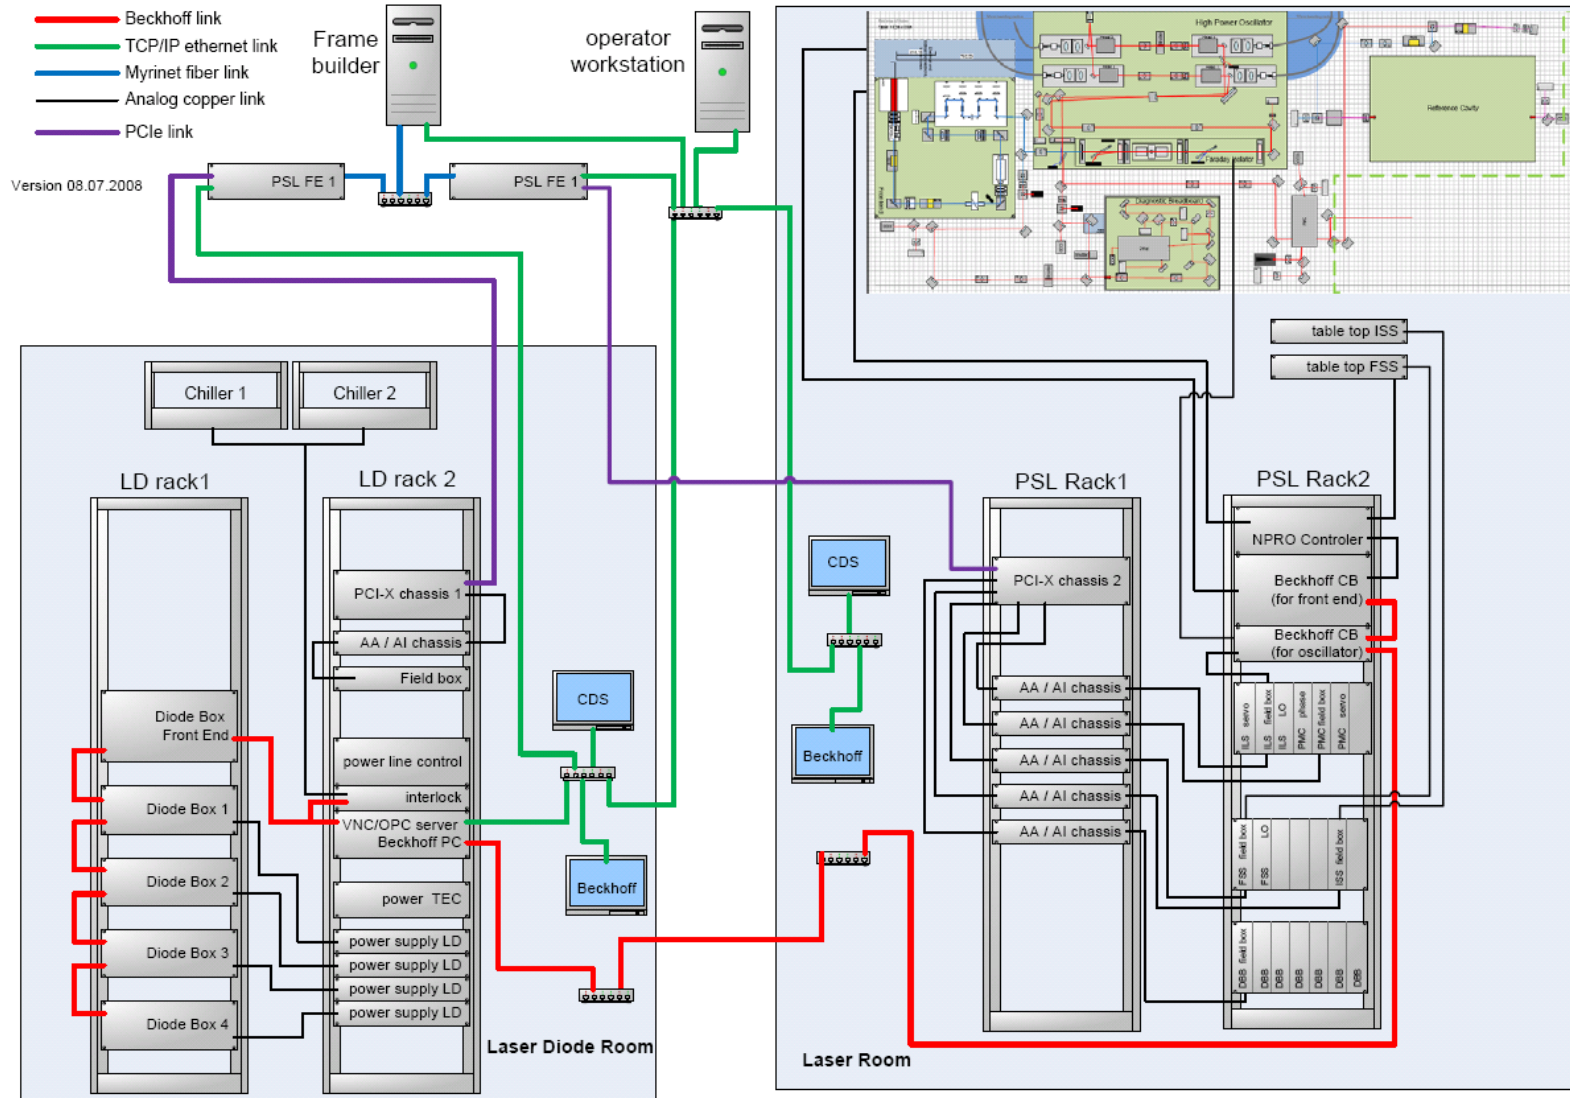 Beckhoff link
TCP/IP ethernet link
Myrinet fiber link
Analog copper link
PCIe link
Version 08.07.2008
Frame
builder
operator
workstation
PSL FE 1
PSL FE 1
High Power Oscillator
Reference Cavity
Faraday Isolator
Diagnostic Breadboard
table top ISS
table top FSS
Chiller 1
Chiller 2
LD rack1
LD rack 2
PCI-X chassis 1
AA / AI chassis
Field box
Diode Box
Front End
Diode Box 1
Diode Box 2
Diode Box 3
Diode Box 4
power line control
interlock
VNC/OPC server
Beckhoff PC
power TEC
power supply LD
power supply LD
power supply LD
power supply LD
CDS
Beckhoff
Laser Diode Room
CDS
Beckhoff
Laser Room
PSL Rack1
PCI-X chassis 2
AA / AI chassis
AA / AI chassis
AA / AI chassis
AA / AI chassis
AA / AI chassis
PSL Rack2
NPRO Controler
Beckhoff CB
(for front end)
Beckhoff CB
(for oscillator)
ILS servo
ILS field box
ILS LO
PMC phase
PMC field box
PMC servo
FSS field box
FSS LO
ISS field box
DBB field box
DBB
DBB
DBB
DBB
DBB
DBB